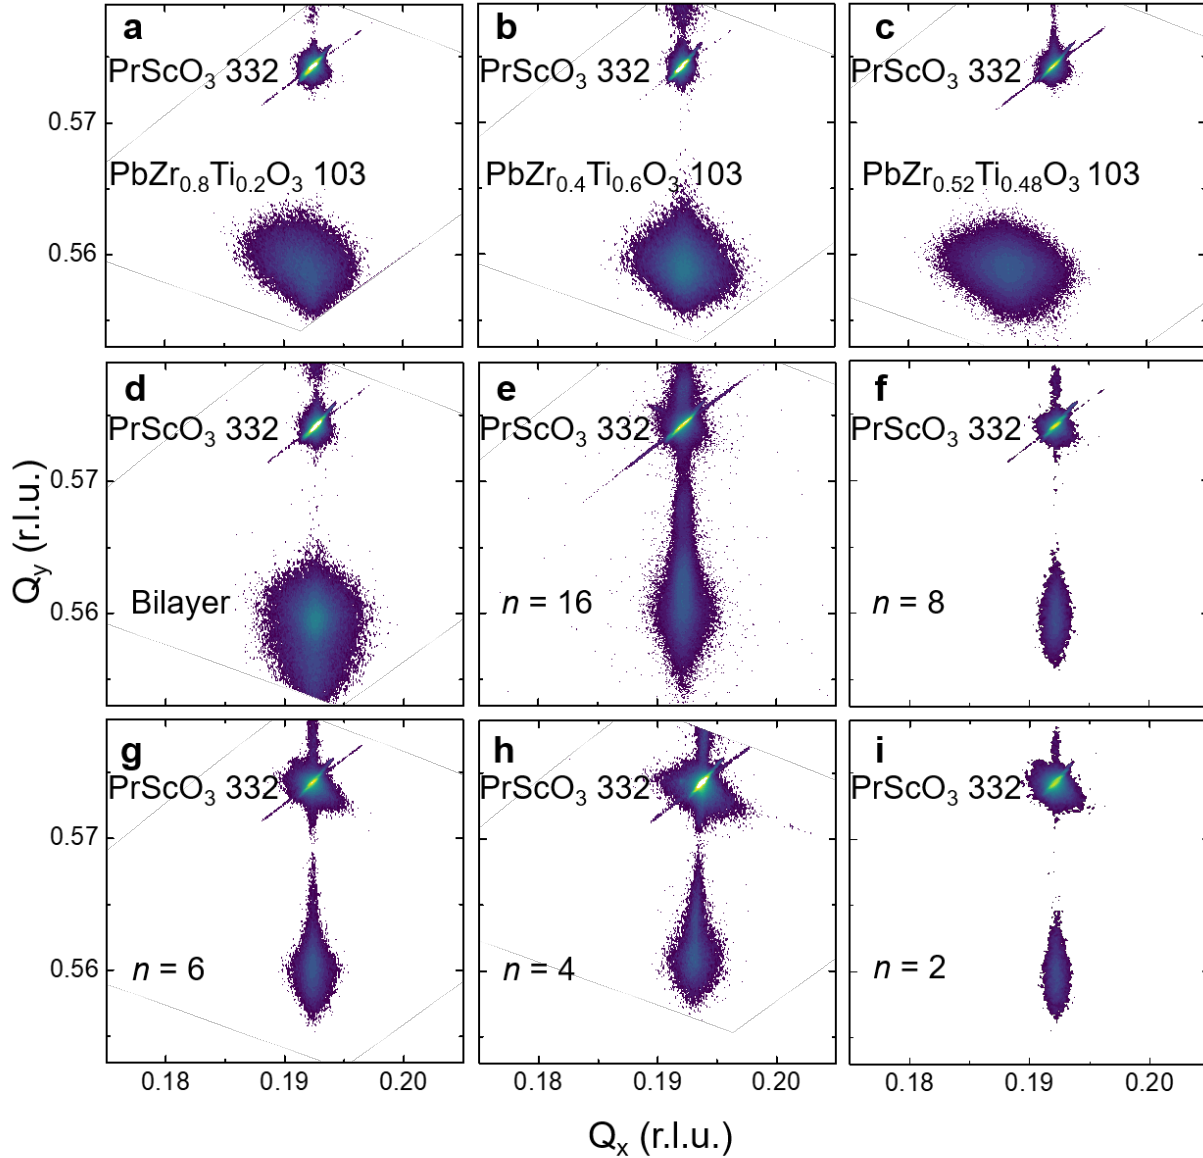 a
PrScO₃ 332
PbZr₀.₈Ti₀.₂O₃ 103
b
PrScO₃ 332
PbZr₀.₄Ti₀.₆O₃ 103
c
PrScO₃ 332
PbZr₀.₅₂Ti₀.₄₈O₃ 103
0.57
0.56
d
PrScO₃ 332
Bilayer
e
PrScO₃ 332
n = 16
f
PrScO₃ 332
n = 8
0.57
0.56
Q_y (r.l.u.)
g
PrScO₃ 332
n = 6
h
PrScO₃ 332
n = 4
i
PrScO₃ 332
n = 2
0.57
0.56
0.18 0.19 0.20 0.18 0.19 0.20 0.18 0.19 0.20
Qₓ (r.l.u.)